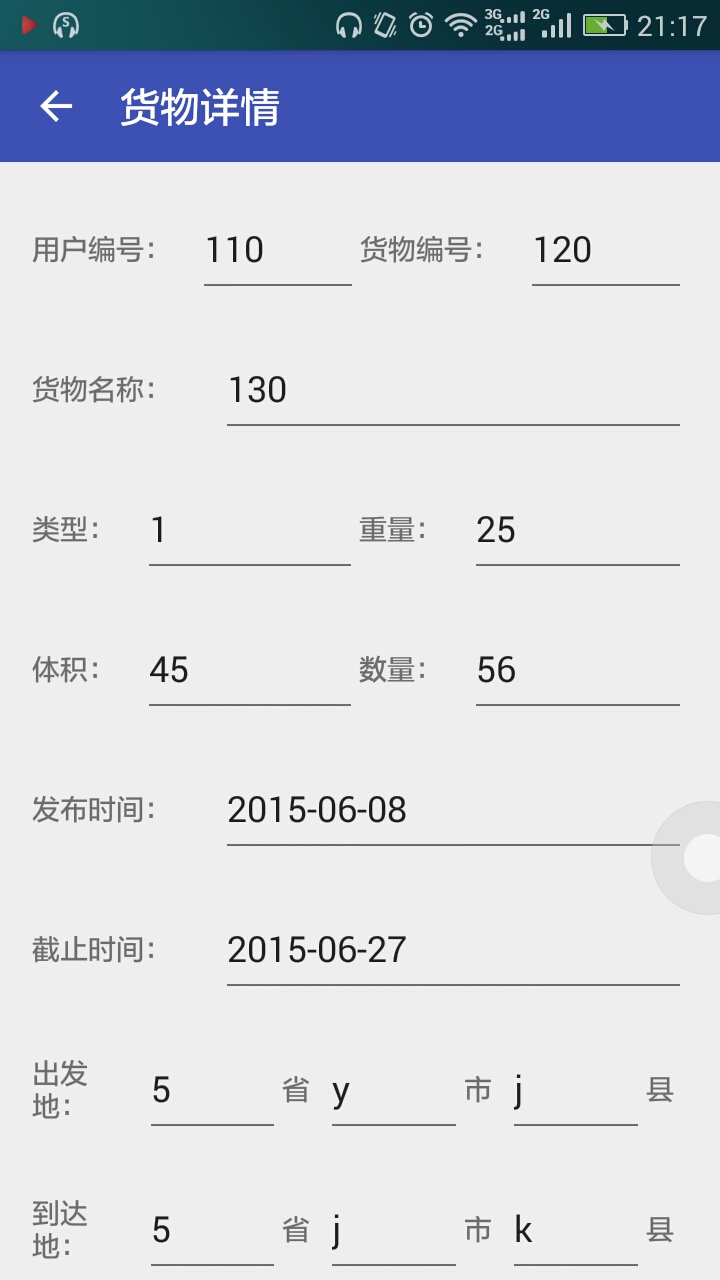 3G 2G 2G 21:17
货物详情
用户编号： 110 货物编号： 120
货物名称： 130
类型： 1 重量： 25
体积： 45 数量： 56
发布时间： 2015-06-08
截止时间： 2015-06-27
出发地： 5 省 y 市 j 县
到达地： 5 省 j 市 k 县